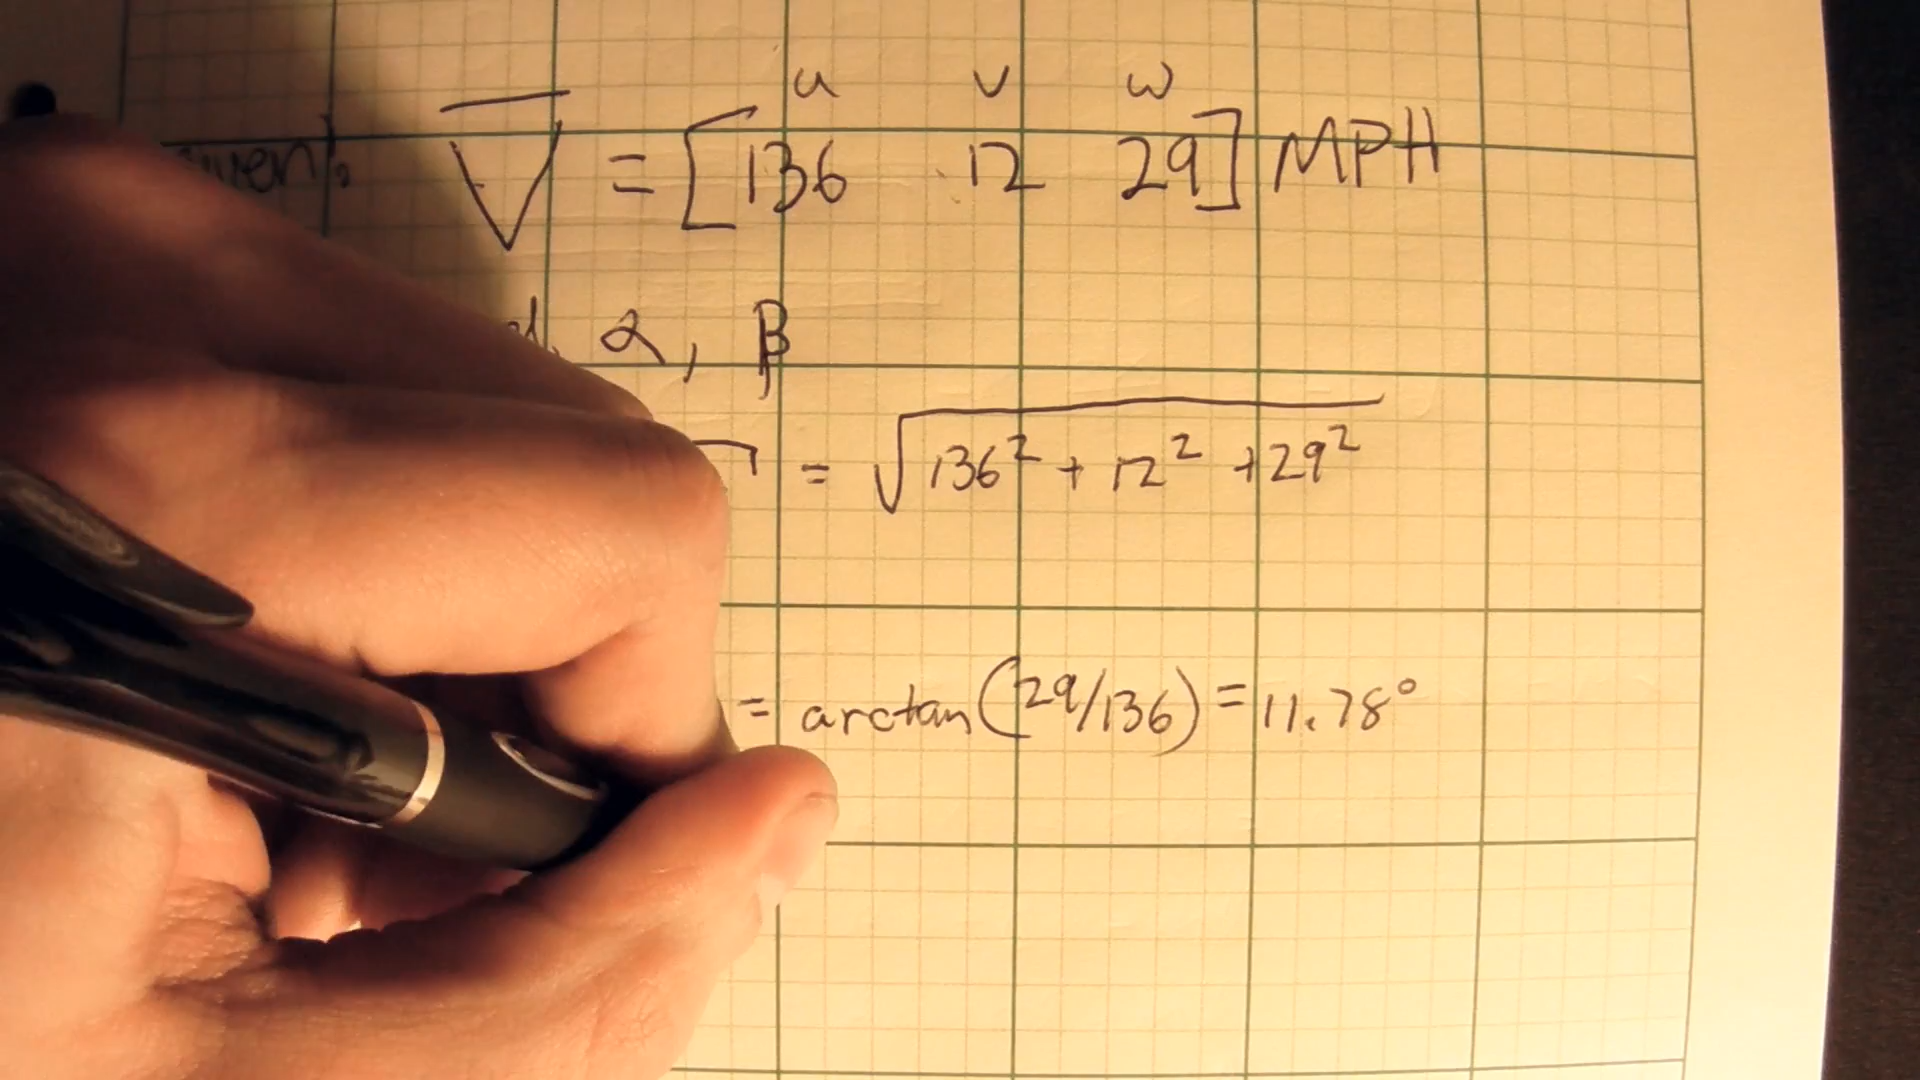 u v w
V = [136 12 29] MPH
α, β
= √136² + 12² + 29²
= arctan(29/136) = 11.78°